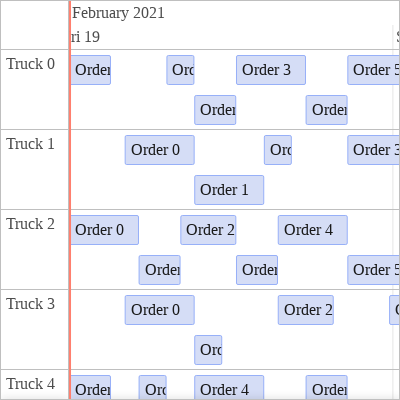 February 2021
ri 19
Truck 0
Order
Orc
Order 3
Order 5
Order
Order
Truck 1
Order 0
Orc
Order 3
Order 1
Truck 2
Order 0
Order 2
Order 4
Order
Order
Order 5
Truck 3
Order 0
Order 2
Orc
Truck 4
Order
Orc
Order 4
Order